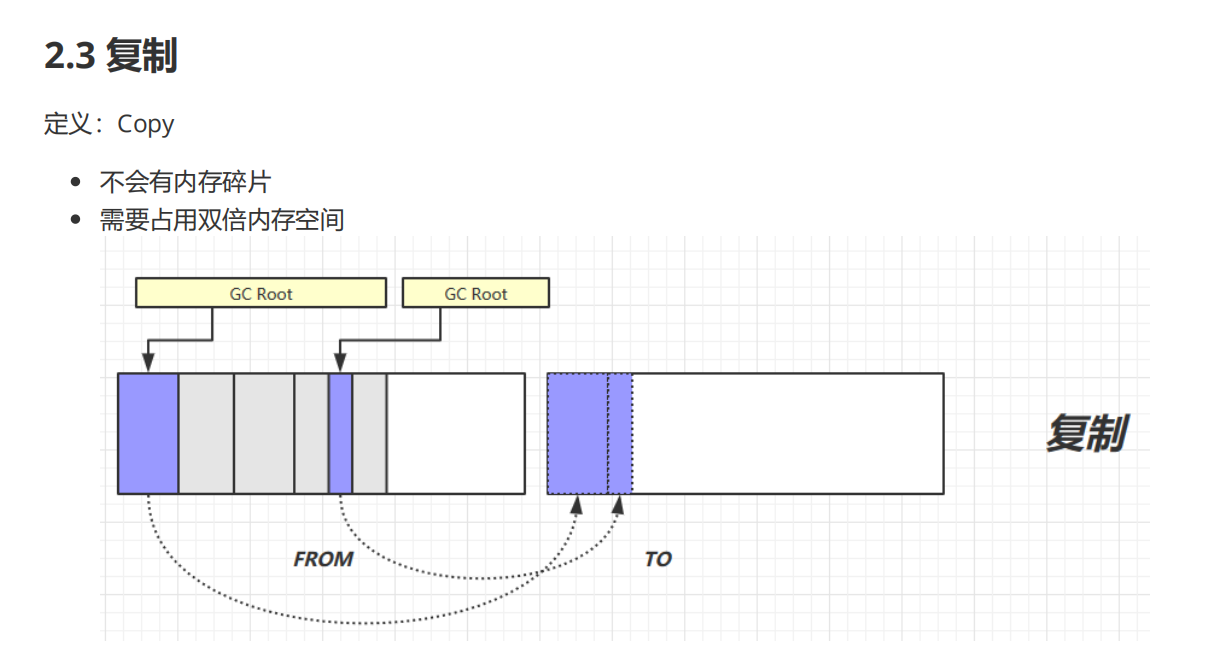 2.3 复制
定义：Copy
不会有内存碎片
需要占用双倍内存空间
GC Root
GC Root
复制
FROM
TO